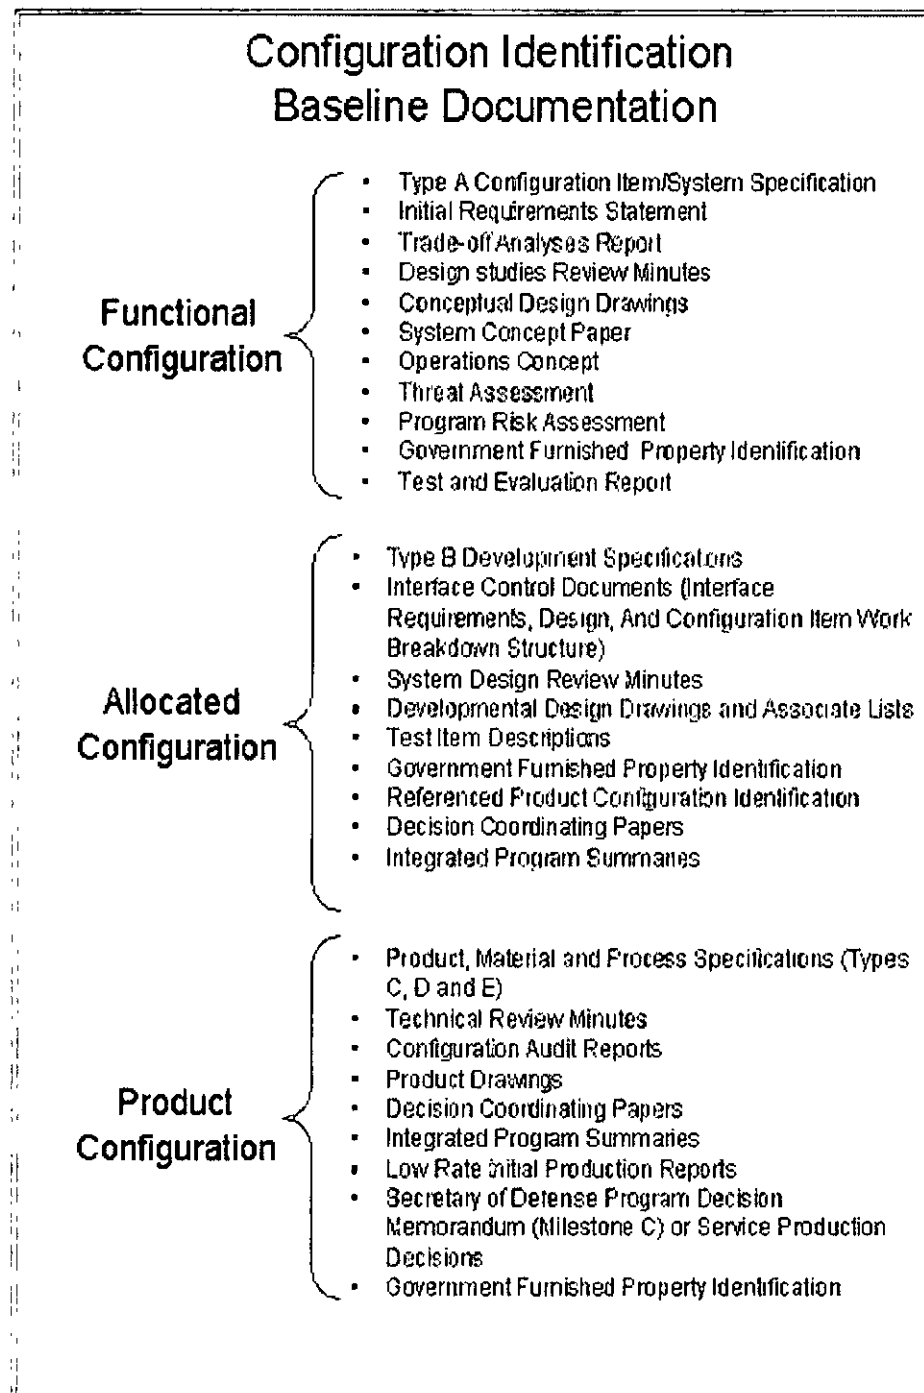 Configuration Identification
Baseline Documentation
Functional
Configuration
• Type A Configuration Item/System Specification
• Initial Requirements Statement
• Trade-off Analyses Report
• Design studies Review Minutes
• Conceptual Design Drawings
• System Concept Paper
• Operations Concept
• Threat Assessment
• Program Risk Assessment
• Government Furnished Property Identification
• Test and Evaluation Report
Allocated
Configuration
• Type B Development Specifications
• Interface Control Documents (Interface
Requirements, Design, And Configuration Item Work
Breakdown Structure)
• System Design Review Minutes
• Developmental Design Drawings and Associate Lists
• Test Item Descriptions
• Government Furnished Property Identification
• Referenced Product Configuration Identification
• Decision Coordinating Papers
• Integrated Program Summaries
Product
Configuration
• Product, Material and Process Specifications (Types
C, D and E)
• Technical Review Minutes
• Configuration Audit Reports
• Product Drawings
• Decision Coordinating Papers
• Integrated Program Summaries
• Low Rate Initial Production Reports
• Secretary of Defense Program Decision
Memorandum (Milestone C) or Service Production
Decisions
• Government Furnished Property Identification